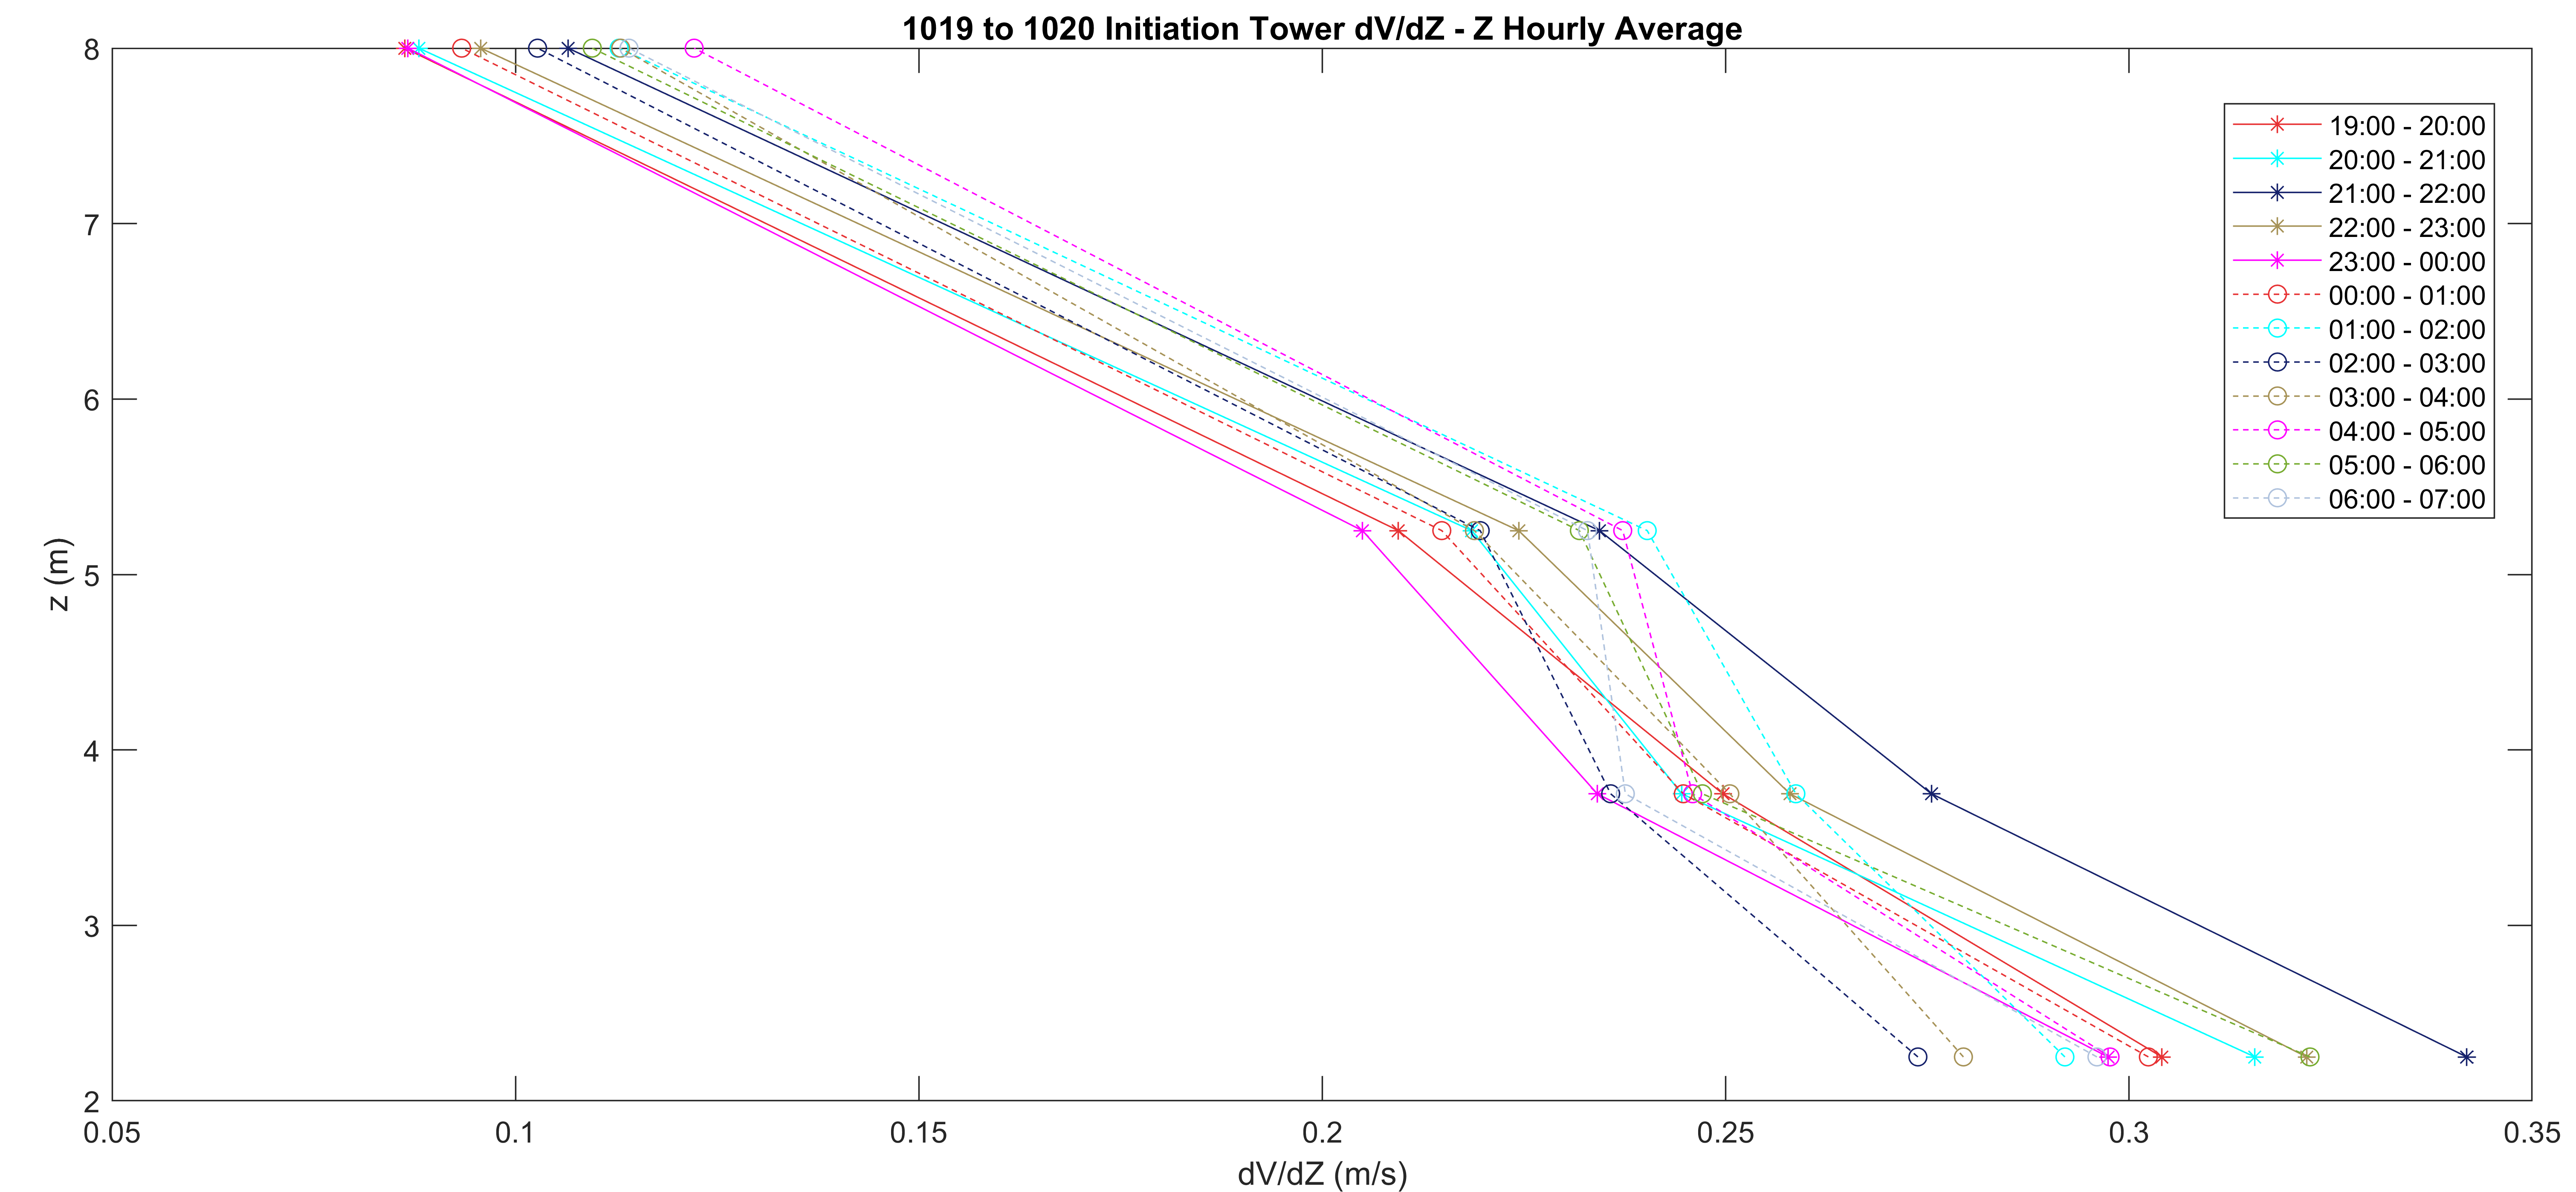 1019 to 1020 Initiation Tower dV/dZ - Z Hourly Average
8
7
6
5
4
3
2
z (m)
19:00 - 20:00
20:00 - 21:00
21:00 - 22:00
22:00 - 23:00
23:00 - 00:00
00:00 - 01:00
01:00 - 02:00
02:00 - 03:00
03:00 - 04:00
04:00 - 05:00
05:00 - 06:00
06:00 - 07:00
0.05 0.1 0.15 0.2 0.25 0.3 0.35
dV/dZ (m/s)